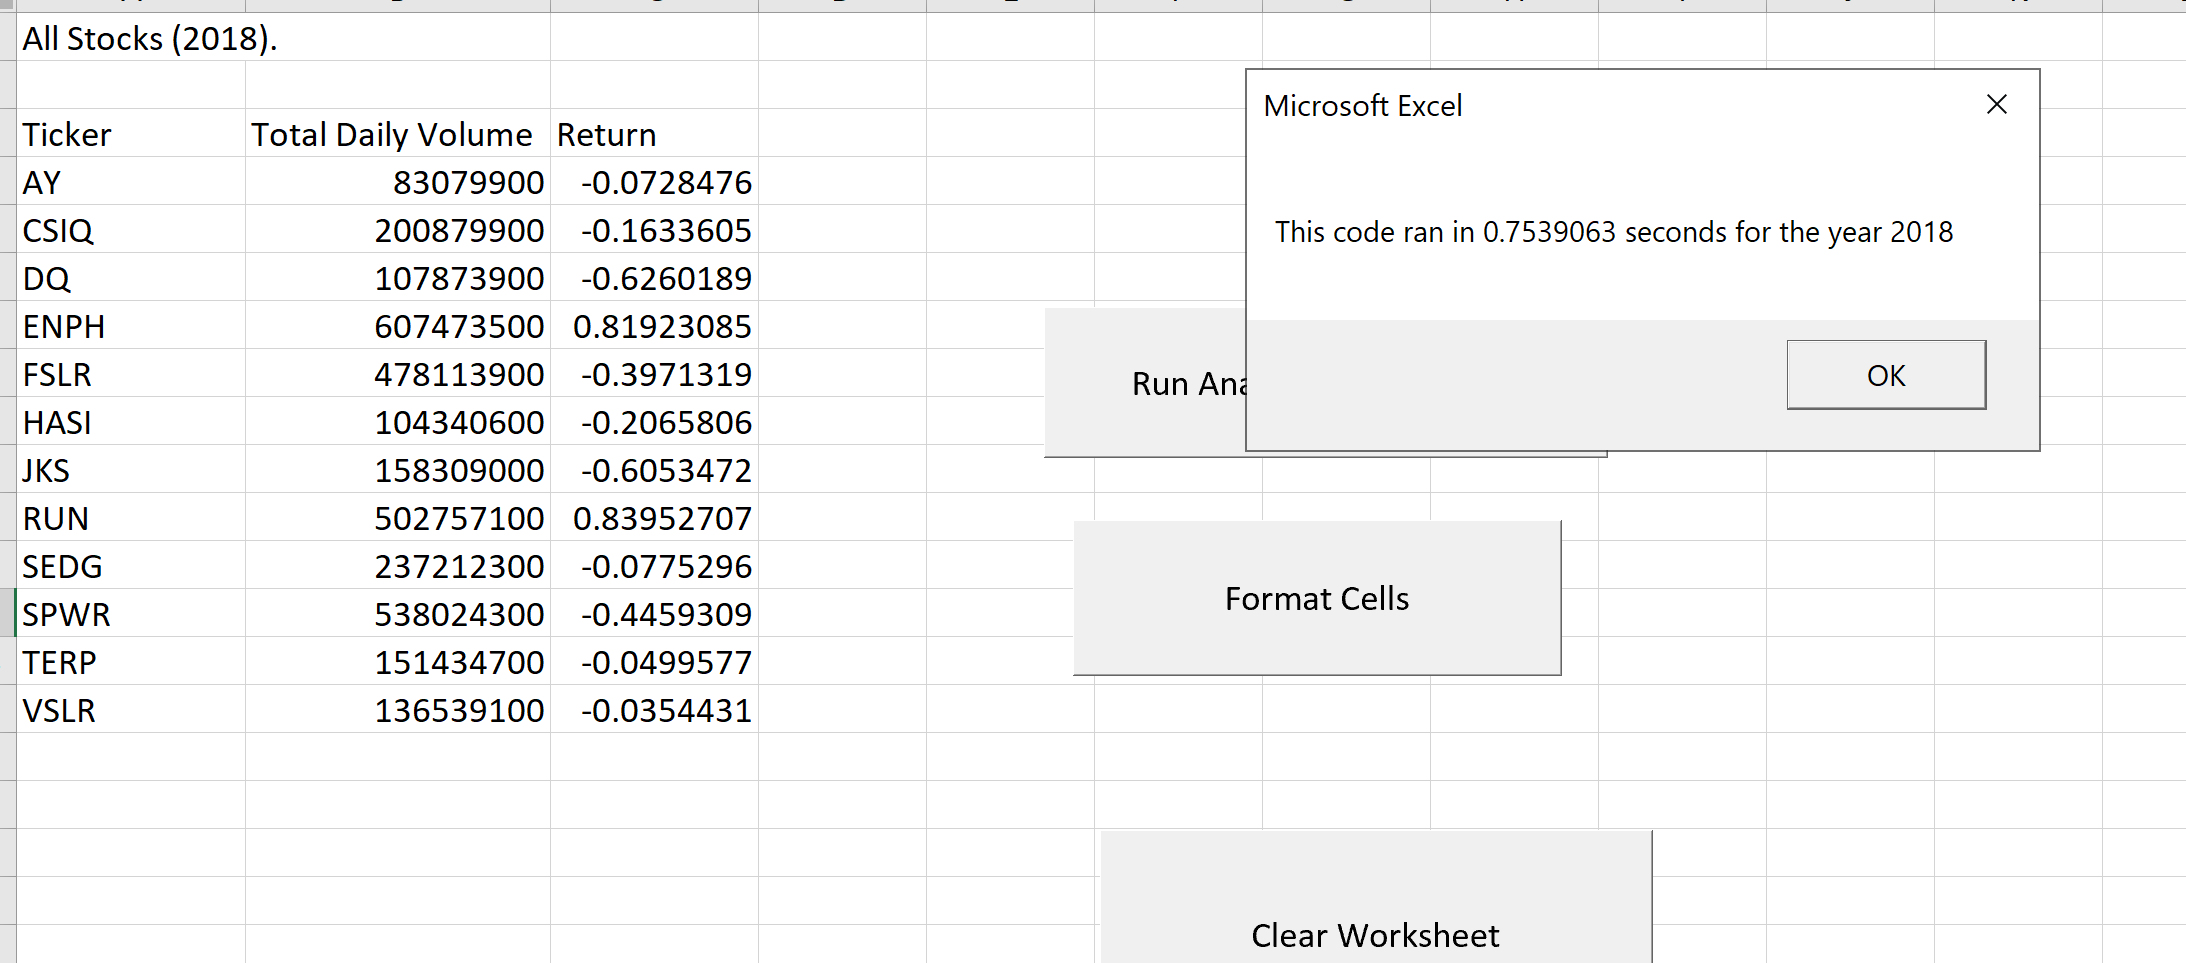 All Stocks (2018).
Ticker Total Daily Volume Return
AY 83079900 -0.0728476
CSIQ 200879900 -0.1633605
DQ 107873900 -0.6260189
ENPH 607473500 0.81923085
FSLR 478113900 -0.3971319
HASI 104340600 -0.2065806
JKS 158309000 -0.6053472
RUN 502757100 0.83952707
SEDG 237212300 -0.0775296
SPWR 538024300 -0.4459309
TERP 151434700 -0.0499577
VSLR 136539100 -0.0354431
Microsoft Excel
This code ran in 0.7539063 seconds for the year 2018
OK
Run Ana
Format Cells
Clear Worksheet